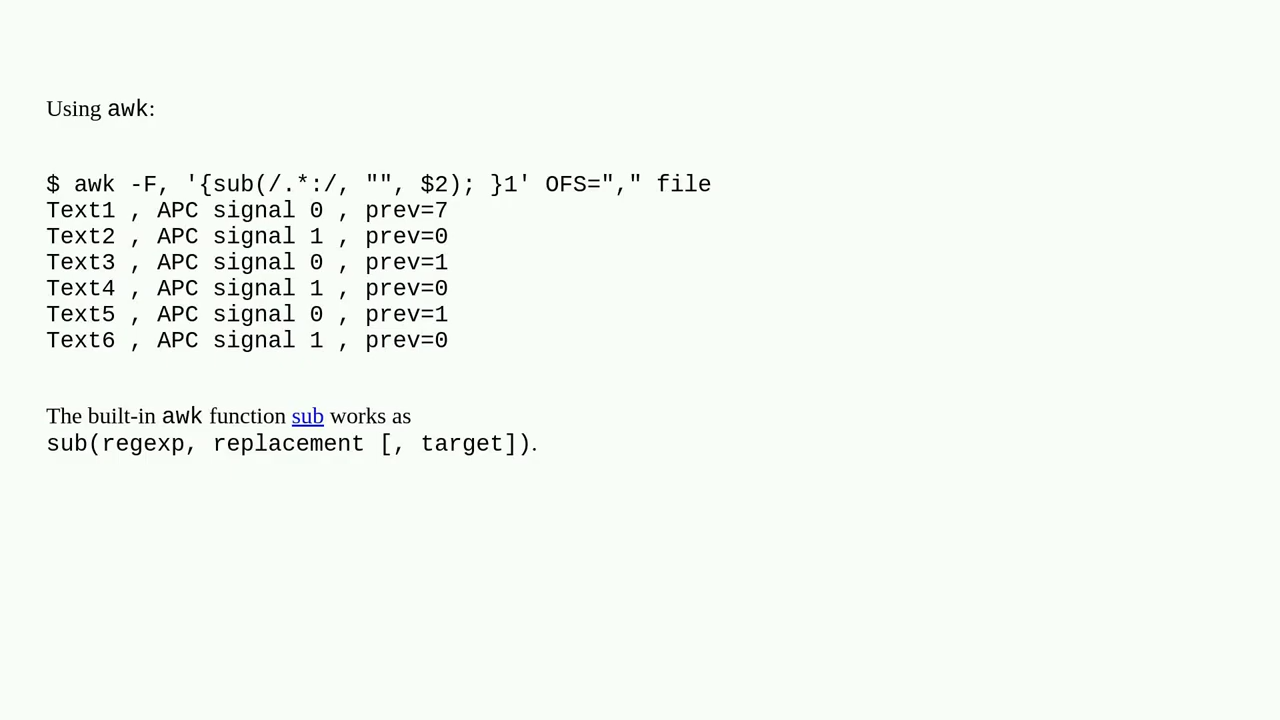 Using awk:
$ awk -F, '{sub(/.*:/, "", $2); }1' OFS="," file
Text1 , APC signal 0 , prev=7
Text2 , APC signal 1 , prev=0
Text3 , APC signal 0 , prev=1
Text4 , APC signal 1 , prev=0
Text5 , APC signal 0 , prev=1
Text6 , APC signal 1 , prev=0
The built-in awk function sub works as
sub(regexp, replacement [, target]).